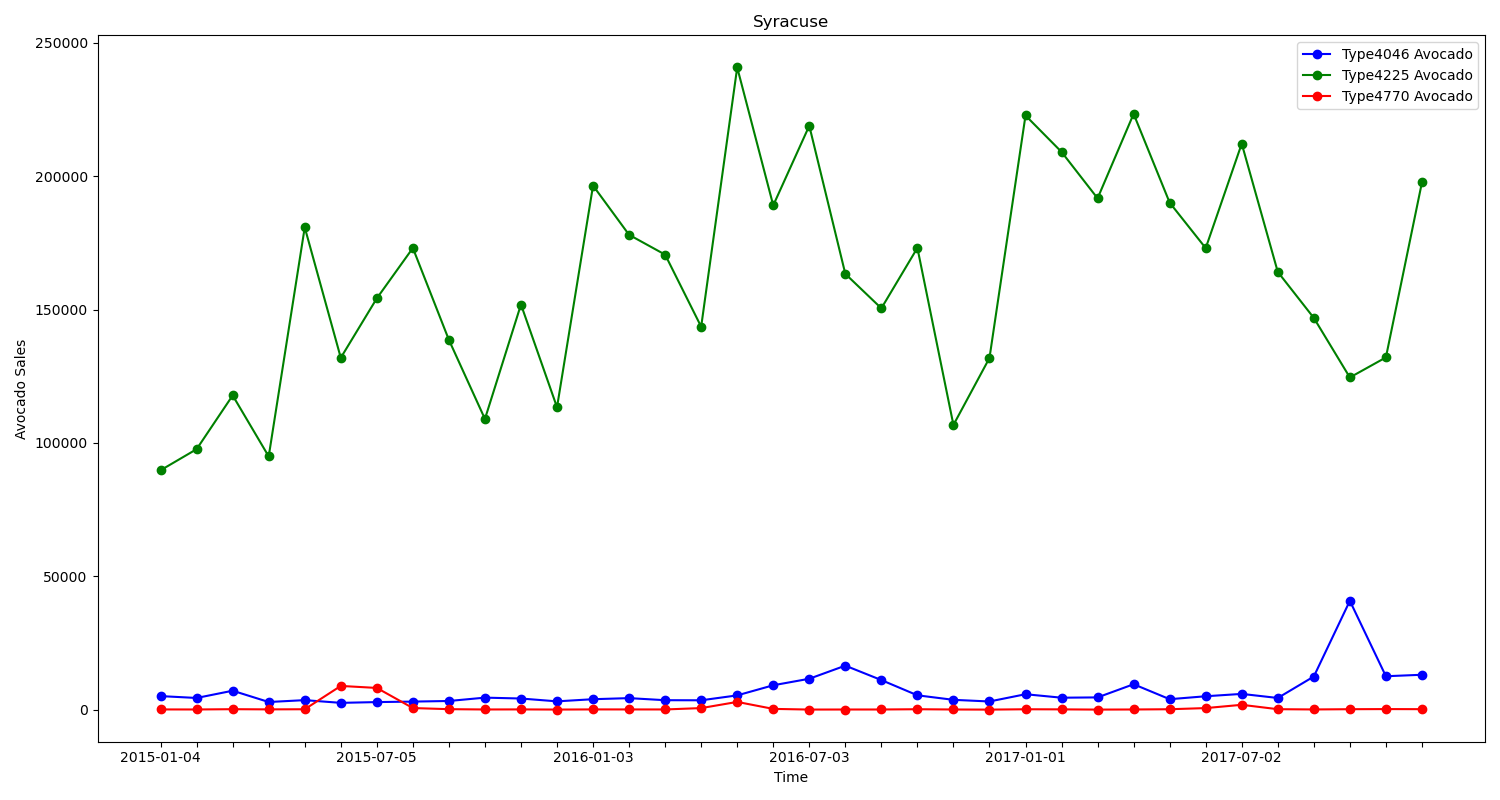 Syracuse
Type4046 Avocado
Type4225 Avocado
Type4770 Avocado
250000
200000
150000
100000
50000
0
Avocado Sales
2015-01-04 2015-07-05 2016-01-03 2016-07-03 2017-01-01 2017-07-02
Time